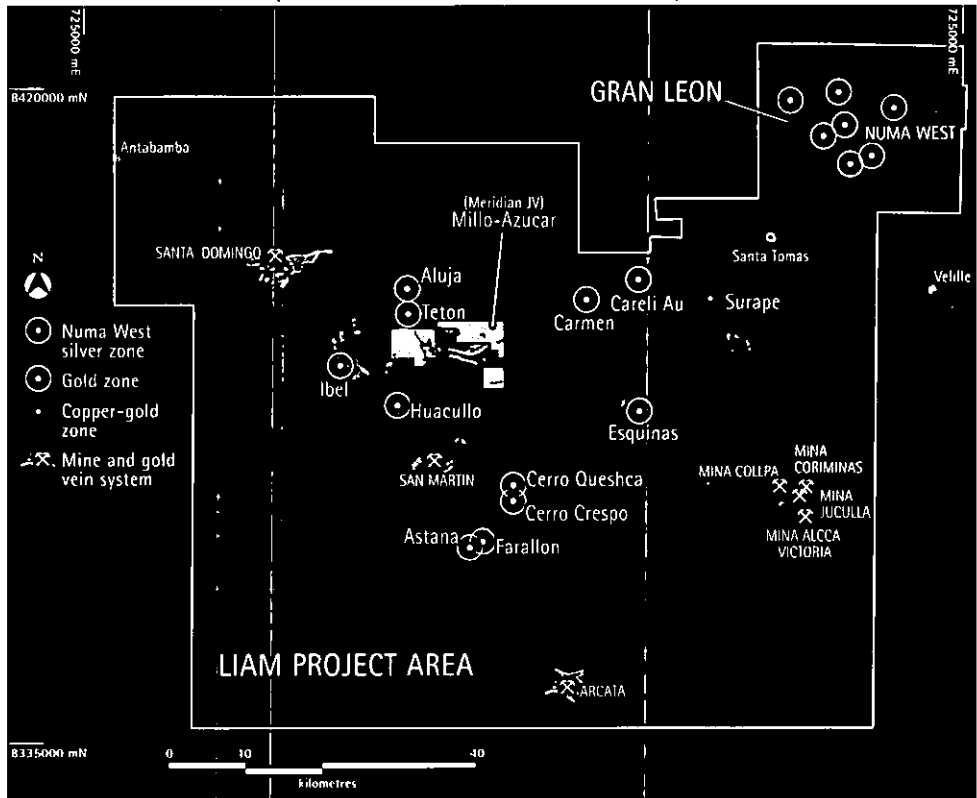 725000 mE
725000 mE
8420000 mN
GRAN LEON
NUMA WEST
Antabamba
(Meridian JV)
Millo-Azucar
SANTA DOMINGO
Santa Tomas
Velille
N
Aluja
Teton
Carmen
Careli Au
Surape
Numa West
silver zone
Gold zone
Copper-gold
zone
Mine and gold
vein system
Ibel
Huacullo
Esquinas
SAN MARTIN
Cerro Queshca
Cerro Crespo
MINA COLLPA
MINA
CORIMINAS
MINA
JUCULLA
MINA ALCCA
VICTORIA
Astana
Farallon
LIAM PROJECT AREA
ARCATA
8335000 mN
0 10 40
kilometres